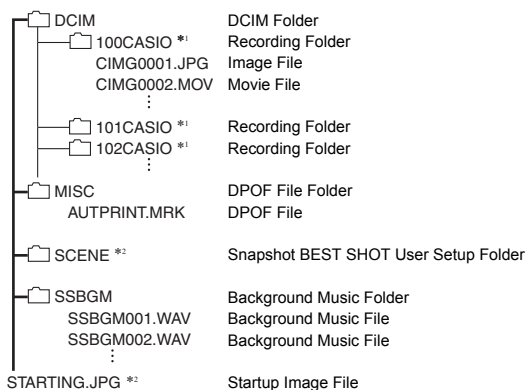 DCIM DCIM Folder
100CASIO *1 Recording Folder
CIMG0001.JPG Image File
CIMG0002.MOV Movie File
101CASIO *1 Recording Folder
102CASIO *1 Recording Folder
MISC DPOF File Folder
AUTPRINT.MRK DPOF File
SCENE *2 Snapshot BEST SHOT User Setup Folder
SSBGM Background Music Folder
SSBGM001.WAV Background Music File
SSBGM002.WAV Background Music File
STARTING.JPG *2 Startup Image File